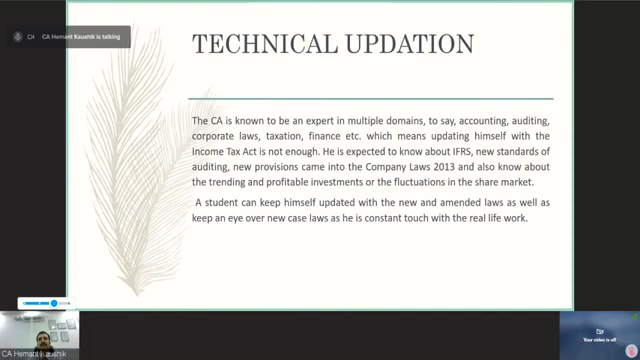 CA Hemant Kaushik is talking
TECHNICAL UPDATION
The CA is known to be an expert in multiple domains, to say, accounting, auditing,
corporate laws, taxation, finance etc. which means updating himself with the
Income Tax Act is not enough. He is expected to know about IFRS, new standards of
auditing, new provisions came into the Company Laws 2013 and also know about
the trending and profitable investments or the fluctuations in the share market.
A student can keep himself updated with the new and amended laws as well as
keep an eye over new case laws as he is constant touch with the real life work.
CA Hemant Kaushik
Your video is off